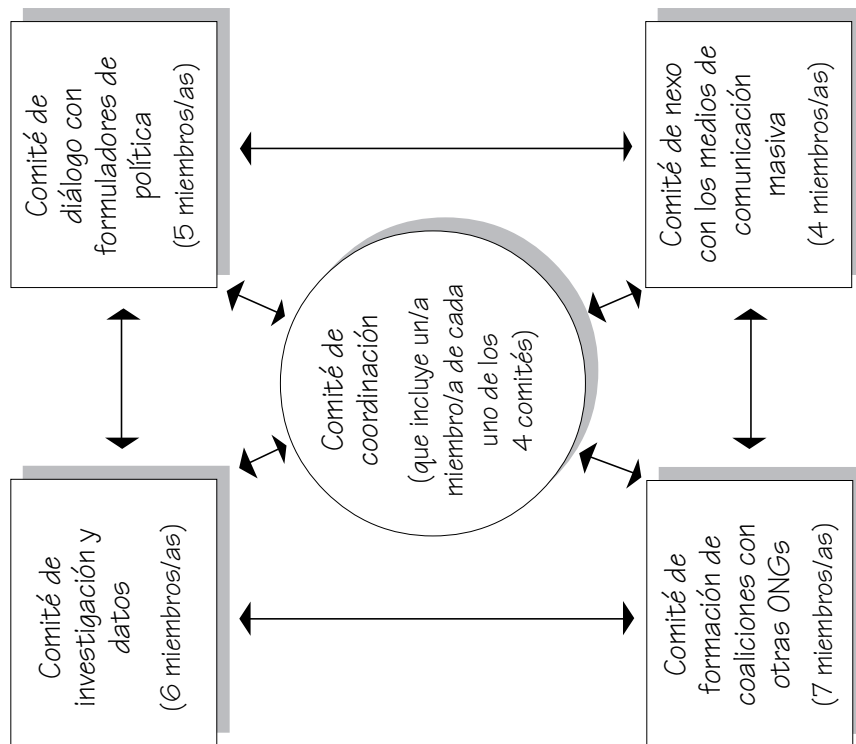 Comité de
investigación y
datos
(6 miembros/as)
Comité de
diálogo con
formuladores de
política
(5 miembros/as)
Comité de
coordinación
(que incluye un/a
miembro/a de cada
uno de los
4 comités)
Comité de
formación de
coaliciones con
otras ONGs
(7 miembros/as)
Comité de nexo
con los medios de
comunicación
masiva
(4 miembros/as)